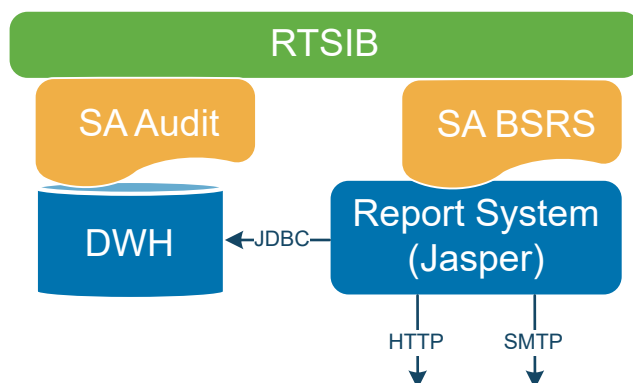 RTSIB
SA Audit
SA BSRS
DWH
JDBC
Report System
(Jasper)
HTTP
SMTP